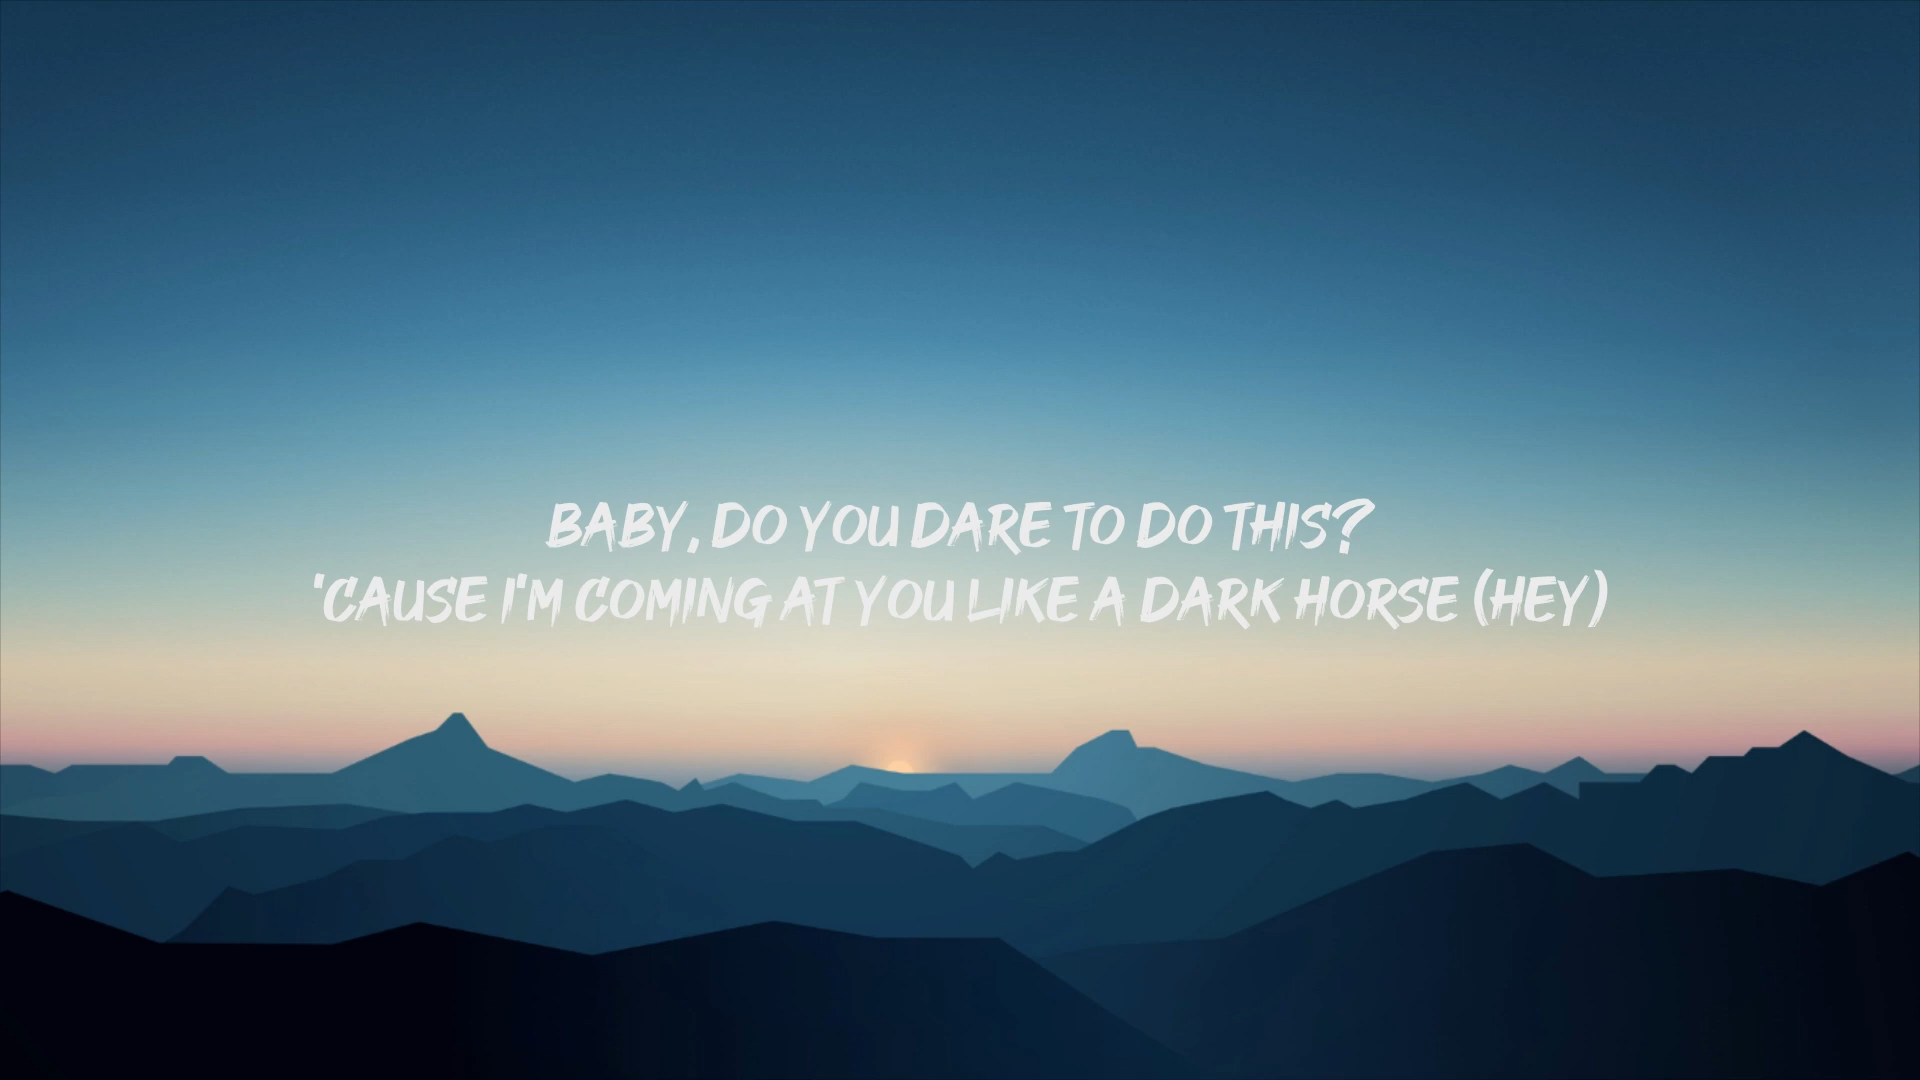 BABY, DO YOU DARE TO DO THIS?
'CAUSE I'M COMING AT YOU LIKE A DARK HORSE (HEY)